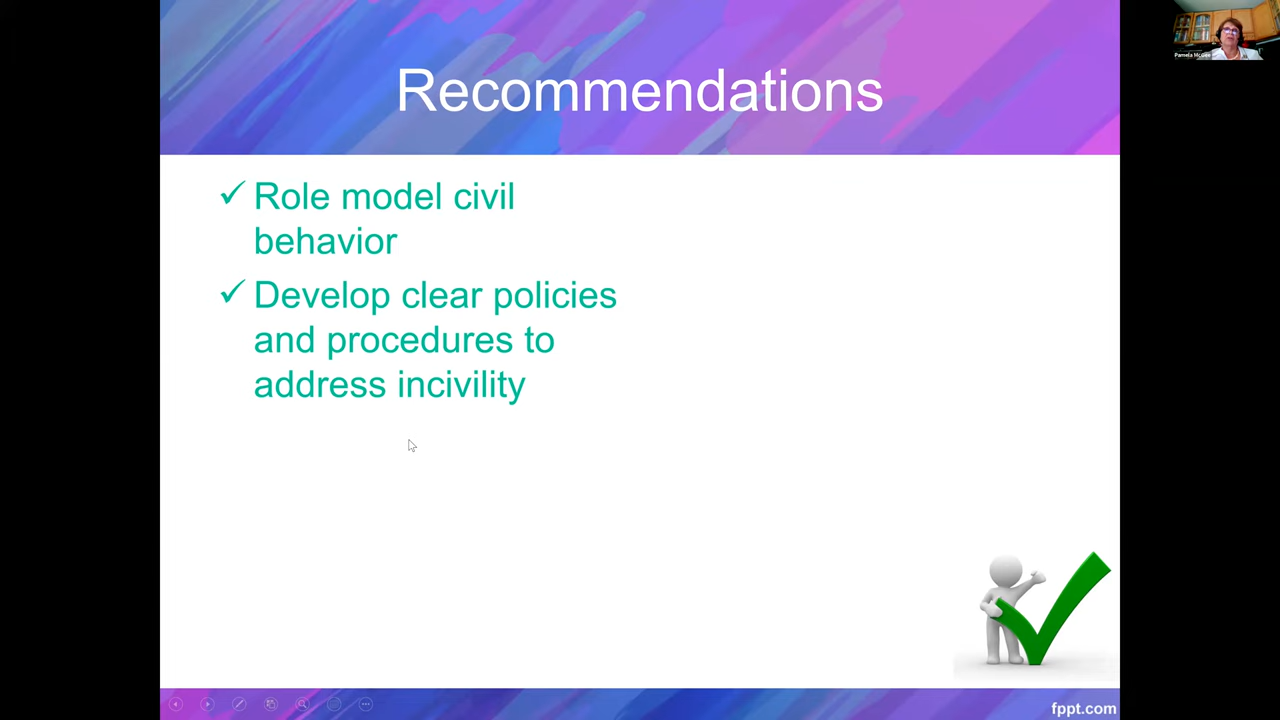 Recommendations
✓ Role model civil
behavior
✓ Develop clear policies
and procedures to
address incivility
fppt.com